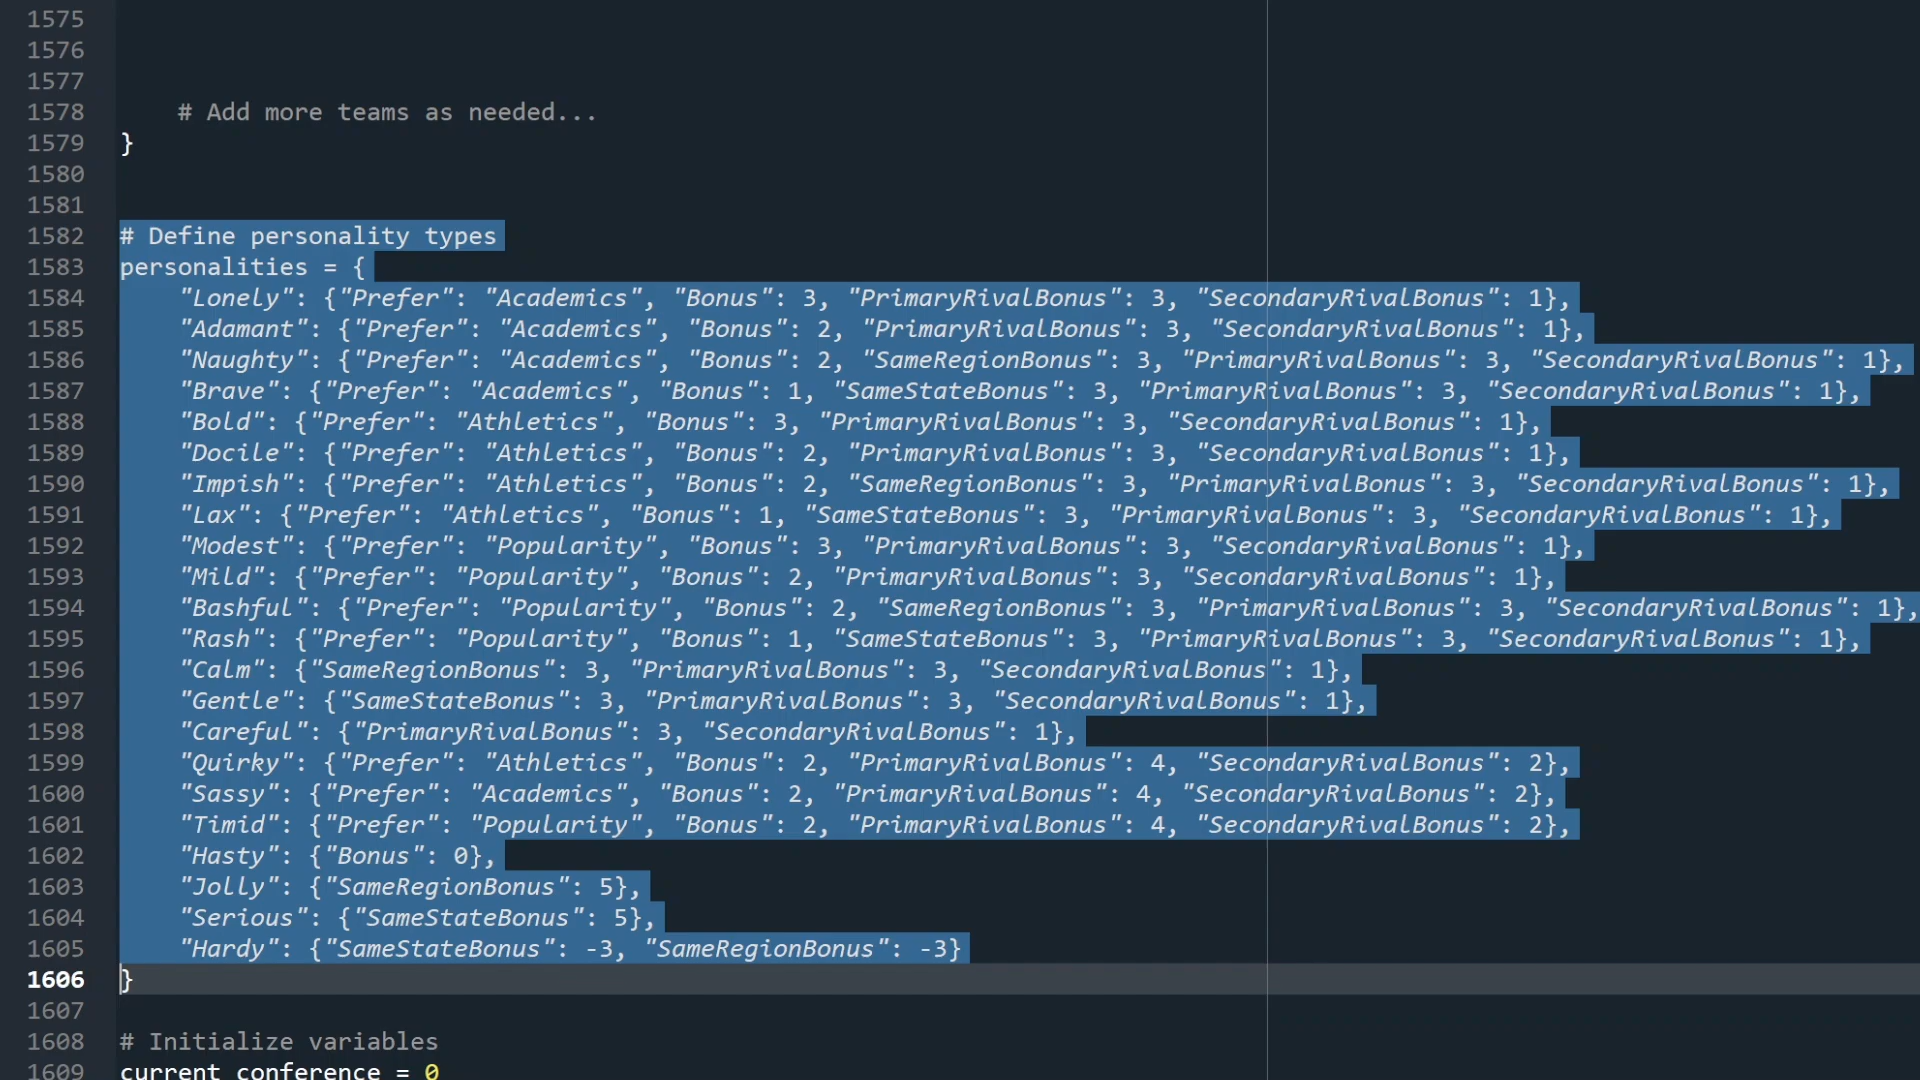 1575
1576
1577
1578 # Add more teams as needed...
1579 }
1580
1581
1582 # Define personality types
1583 personalities = {
1584 "Lonely": {"Prefer": "Academics", "Bonus": 3, "PrimaryRivalBonus": 3, "SecondaryRivalBonus": 1},
1585 "Adamant": {"Prefer": "Academics", "Bonus": 2, "PrimaryRivalBonus": 3, "SecondaryRivalBonus": 1},
1586 "Naughty": {"Prefer": "Academics", "Bonus": 2, "SameRegionBonus": 3, "PrimaryRivalBonus": 3, "SecondaryRivalBonus": 1},
1587 "Brave": {"Prefer": "Academics", "Bonus": 1, "SameStateBonus": 3, "PrimaryRivalBonus": 3, "SecondaryRivalBonus": 1},
1588 "Bold": {"Prefer": "Athletics", "Bonus": 3, "PrimaryRivalBonus": 3, "SecondaryRivalBonus": 1},
1589 "Docile": {"Prefer": "Athletics", "Bonus": 2, "PrimaryRivalBonus": 3, "SecondaryRivalBonus": 1},
1590 "Impish": {"Prefer": "Athletics", "Bonus": 2, "SameRegionBonus": 3, "PrimaryRivalBonus": 3, "SecondaryRivalBonus": 1},
1591 "Lax": {"Prefer": "Athletics", "Bonus": 1, "SameStateBonus": 3, "PrimaryRivalBonus": 3, "SecondaryRivalBonus": 1},
1592 "Modest": {"Prefer": "Popularity", "Bonus": 3, "PrimaryRivalBonus": 3, "SecondaryRivalBonus": 1},
1593 "Mild": {"Prefer": "Popularity", "Bonus": 2, "PrimaryRivalBonus": 3, "SecondaryRivalBonus": 1},
1594 "Bashful": {"Prefer": "Popularity", "Bonus": 2, "SameRegionBonus": 3, "PrimaryRivalBonus": 3, "SecondaryRivalBonus": 1},
1595 "Rash": {"Prefer": "Popularity", "Bonus": 1, "SameStateBonus": 3, "PrimaryRivalBonus": 3, "SecondaryRivalBonus": 1},
1596 "Calm": {"SameRegionBonus": 3, "PrimaryRivalBonus": 3, "SecondaryRivalBonus": 1},
1597 "Gentle": {"SameStateBonus": 3, "PrimaryRivalBonus": 3, "SecondaryRivalBonus": 1},
1598 "Careful": {"PrimaryRivalBonus": 3, "SecondaryRivalBonus": 1},
1599 "Quirky": {"Prefer": "Athletics", "Bonus": 2, "PrimaryRivalBonus": 4, "SecondaryRivalBonus": 2},
1600 "Sassy": {"Prefer": "Academics", "Bonus": 2, "PrimaryRivalBonus": 4, "SecondaryRivalBonus": 2},
1601 "Timid": {"Prefer": "Popularity", "Bonus": 2, "PrimaryRivalBonus": 4, "SecondaryRivalBonus": 2},
1602 "Hasty": {"Bonus": 0},
1603 "Jolly": {"SameRegionBonus": 5},
1604 "Serious": {"SameStateBonus": 5},
1605 "Hardy": {"SameStateBonus": -3, "SameRegionBonus": -3}
1606 }
1607
1608 # Initialize variables
1609 current_conference = 0